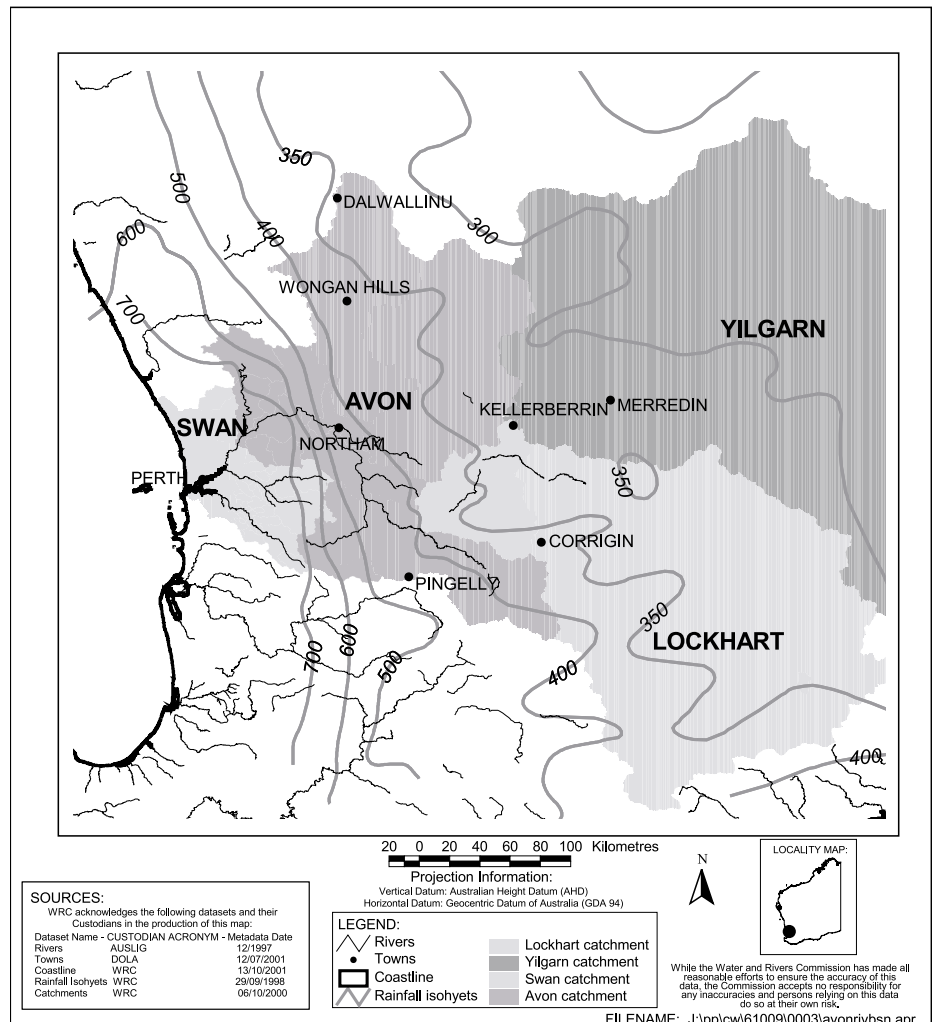 350
500
DALWALLINU
400
600
300
WONGAN HILLS
700
YILGARN
AVON
KELLERBERRIN
MERREDIN
SWAN
NORTHAM
PERTH
350
CORRIGIN
PINGELLY
350
LOCKHART
600
700
500
400
400
20 0 20 40 60 80 100 Kilometres
Projection Information:
Vertical Datum: Australian Height Datum (AHD)
Horizontal Datum: Geocentric Datum of Australia (GDA 94)
N
LOCALITY MAP:
SOURCES:
WRC acknowledges the following datasets and their
Custodians in the production of this map:
Dataset Name - CUSTODIAN ACRONYM - Metadata Date
Rivers AUSLIG 12/1997
Towns DOLA 12/07/2001
Coastline WRC 13/10/2001
Rainfall Isohyets WRC 29/09/1998
Catchments WRC 06/10/2000
LEGEND:
Rivers
Towns
Coastline
Rainfall isohyets
Lockhart catchment
Yilgarn catchment
Swan catchment
Avon catchment
While the Water and Rivers Commission has made all
reasonable efforts to ensure the accuracy of this
data, the Commission accepts no responsibility for
any inaccuracies and persons relying on this data
do so at their own risk.
FILENAME: J:\pp\cw\61009\0003\avonrivbsn.apr